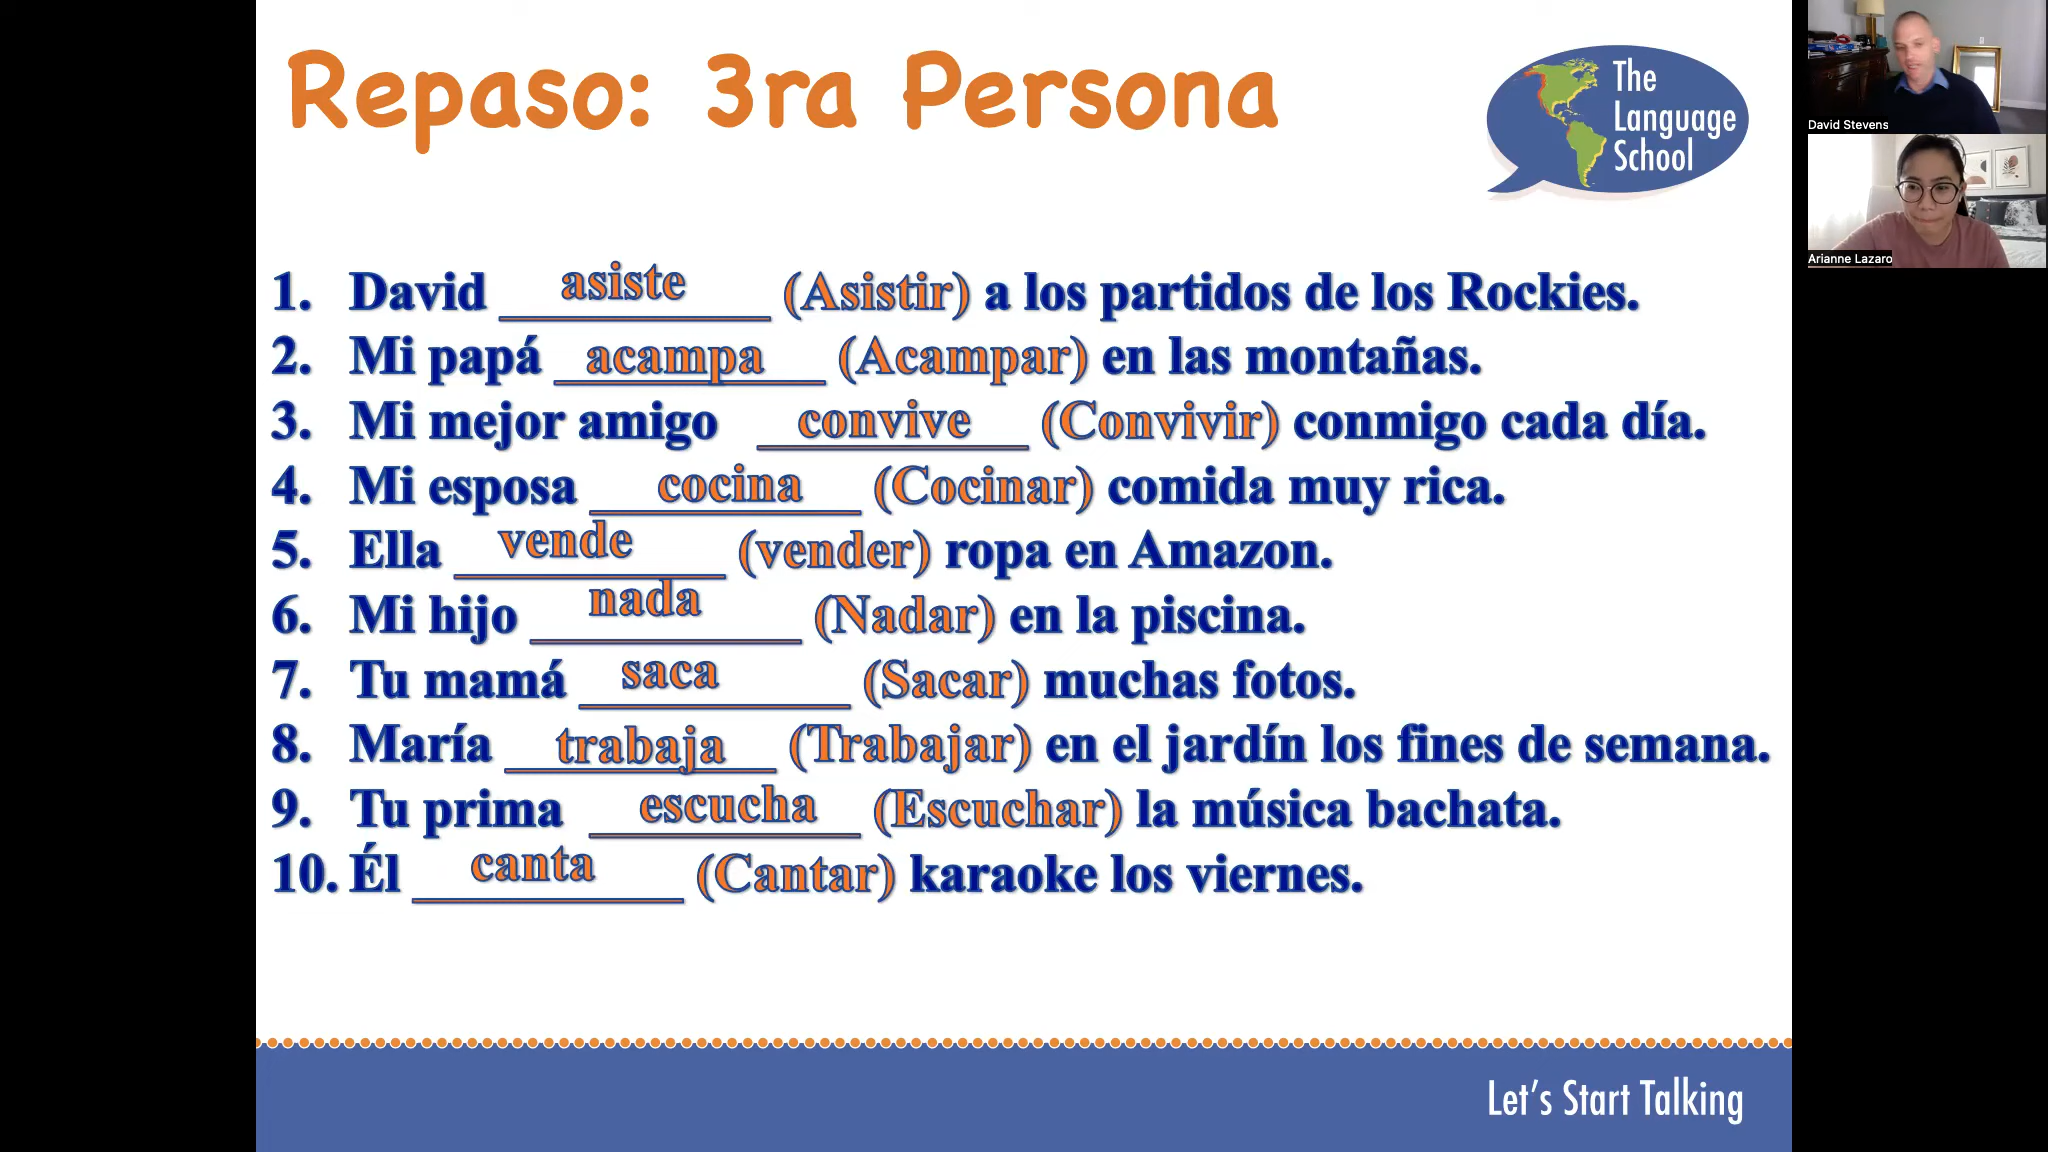 Repaso: 3ra Persona
The
Language
School
David Stevens
Arianne Lazaro
1. David asiste (Asistir) a los partidos de los Rockies.
2. Mi papá acampa (Acampar) en las montañas.
3. Mi mejor amigo convive (Convivir) conmigo cada día.
4. Mi esposa cocina (Cocinar) comida muy rica.
5. Ella vende (vender) ropa en Amazon.
6. Mi hijo nada (Nadar) en la piscina.
7. Tu mamá saca (Sacar) muchas fotos.
8. María trabaja (Trabajar) en el jardín los fines de semana.
9. Tu prima escucha (Escuchar) la música bachata.
10. Él canta (Cantar) karaoke los viernes.
Let's Start Talking